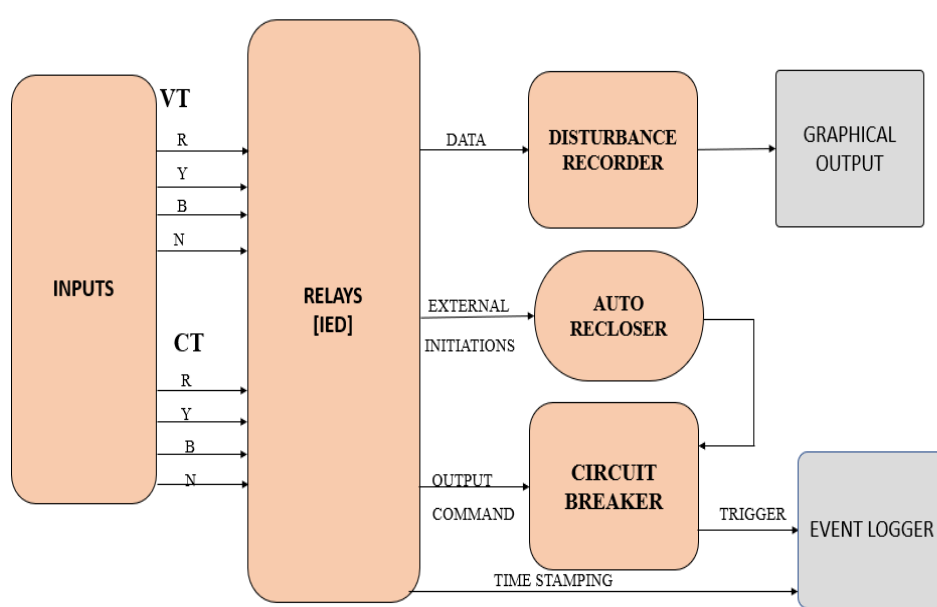 INPUTS
VT
R
Y
B
N
CT
R
Y
B
N
RELAYS
[IED]
DATA
DISTURBANCE
RECORDER
GRAPHICAL
OUTPUT
EXTERNAL
INITIATIONS
AUTO
RECLOSER
OUTPUT
COMMAND
CIRCUIT
BREAKER
TRIGGER
EVENT LOGGER
TIME STAMPING